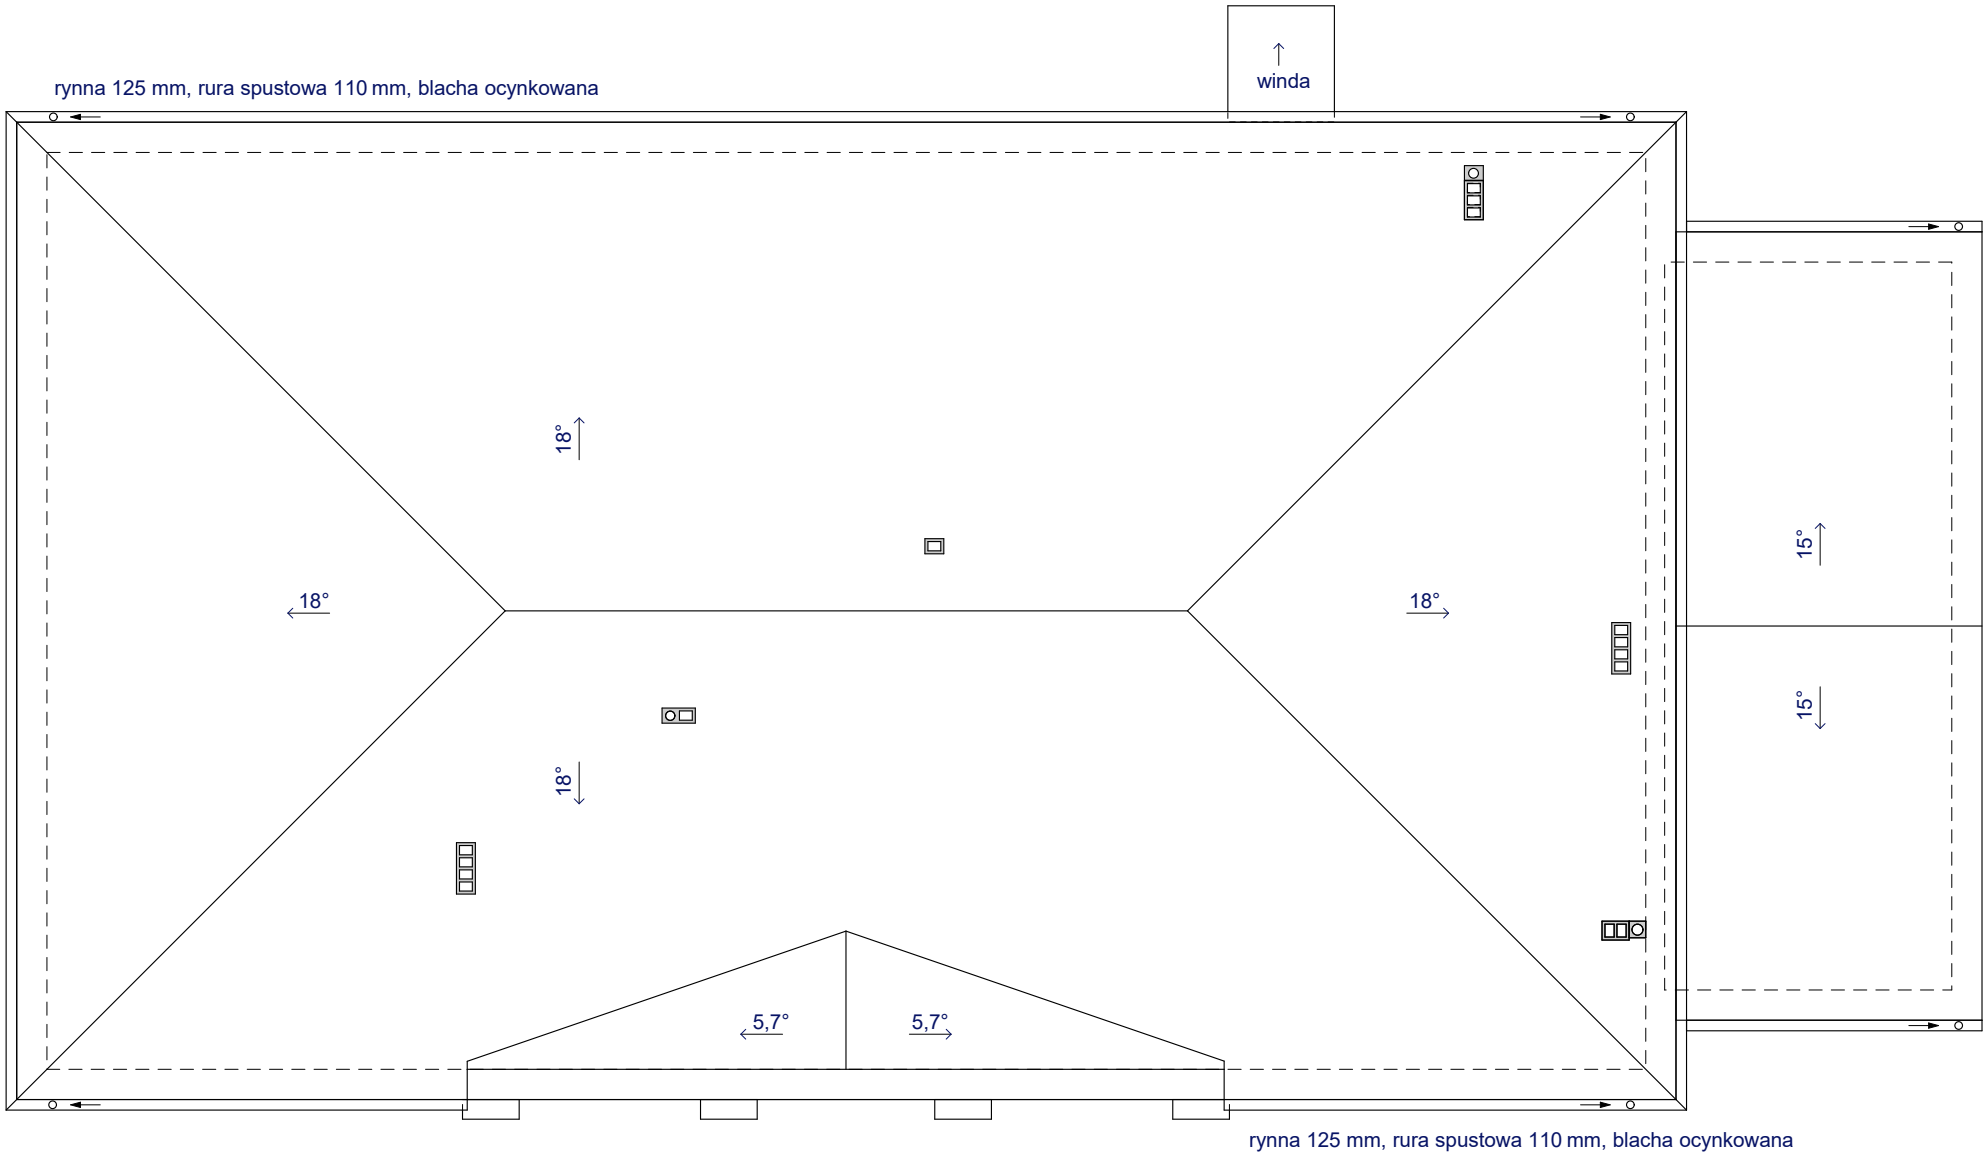 winda
rynna 125 mm, rura spustowa 110 mm, blacha ocynkowana
18°
15°
18°
18°
15°
18°
5,7°
5,7°
rynna 125 mm, rura spustowa 110 mm, blacha ocynkowana